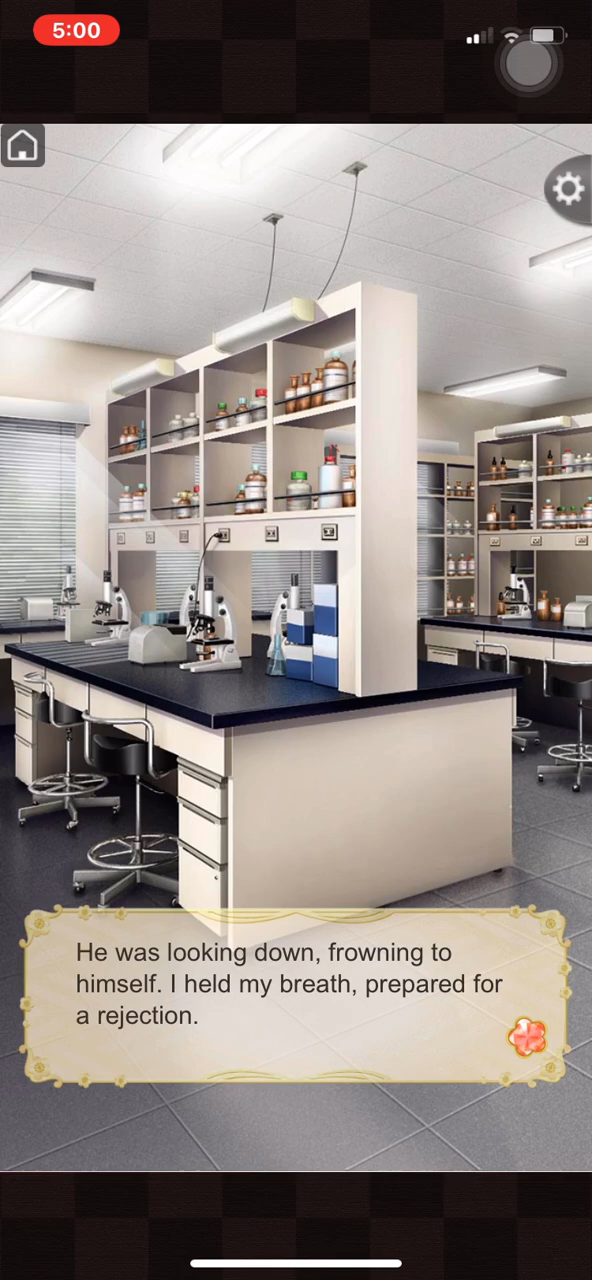 5:00
He was looking down, frowning to
himself. I held my breath, prepared for
a rejection.